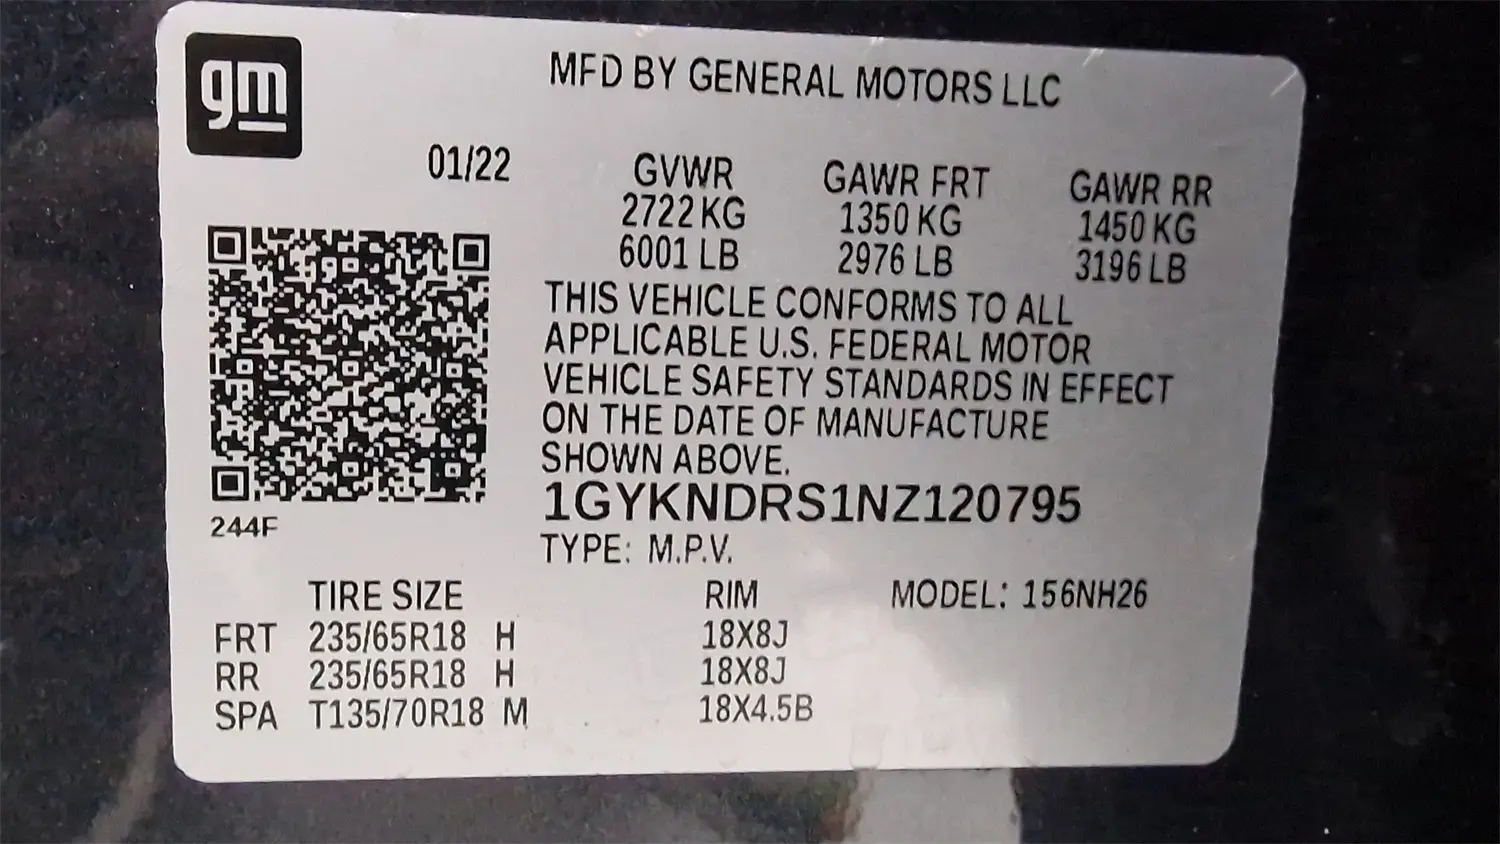 gm
MFD BY GENERAL MOTORS LLC
01/22
GVWR GAWR FRT GAWR RR
2722 KG 1350 KG 1450 KG
6001 LB 2976 LB 3196 LB
THIS VEHICLE CONFORMS TO ALL
APPLICABLE U.S. FEDERAL MOTOR
VEHICLE SAFETY STANDARDS IN EFFECT
ON THE DATE OF MANUFACTURE
SHOWN ABOVE.
1GYKNDRS1NZ120795
244F
TYPE: M.P.V.
TIRE SIZE RIM MODEL: 156NH26
FRT 235/65R18 H 18X8J
RR 235/65R18 H 18X8J
SPA T135/70R18 M 18X4.5B